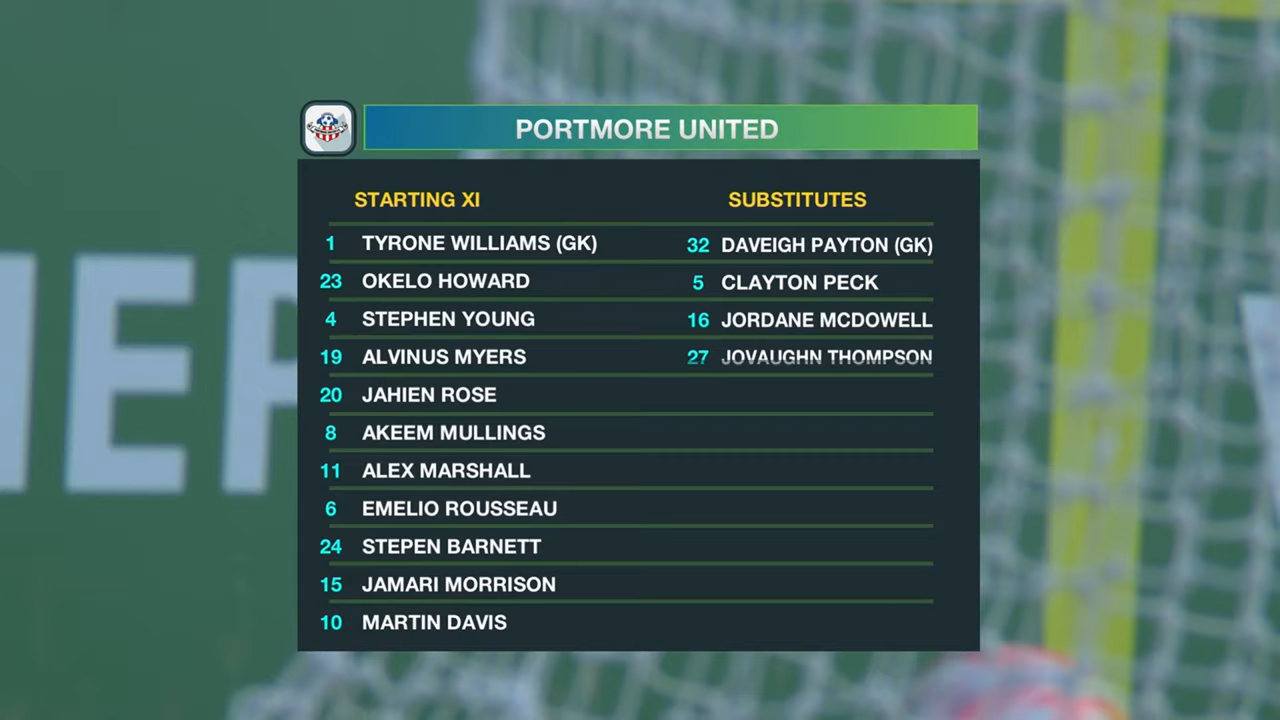 PORTMORE UNITED
STARTING XI
1 TYRONE WILLIAMS (GK)
23 OKELO HOWARD
4 STEPHEN YOUNG
19 ALVINUS MYERS
20 JAHIEN ROSE
8 AKEEM MULLINGS
11 ALEX MARSHALL
6 EMELIO ROUSSEAU
24 STEPEN BARNETT
15 JAMARI MORRISON
10 MARTIN DAVIS
SUBSTITUTES
32 DAVEIGH PAYTON (GK)
5 CLAYTON PECK
16 JORDANE MCDOWELL
27 JOVAUGHN THOMPSON